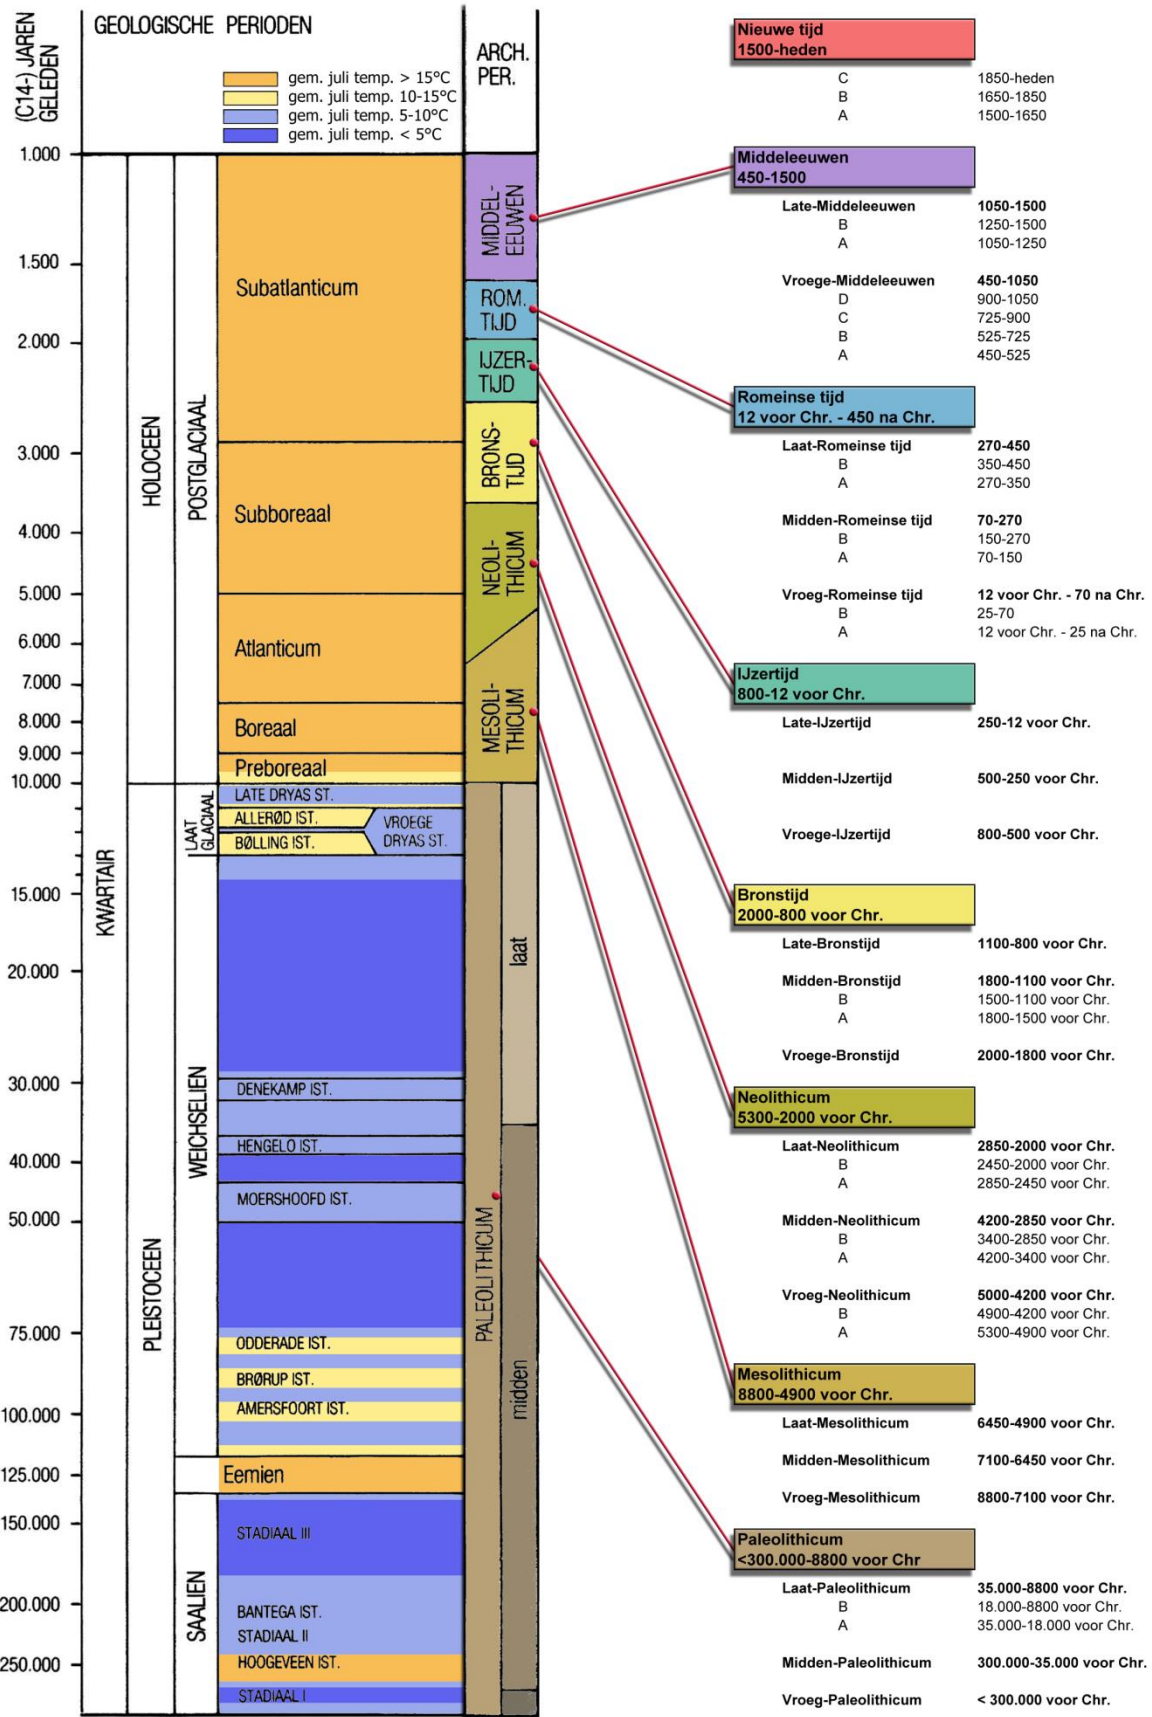 (C14-) JAREN
GELEDEN
GEOLOGISCHE PERIODEN
gem. juli temp. > 15°C
gem. juli temp. 10-15°C
gem. juli temp. 5-10°C
gem. juli temp. < 5°C
ARCH.
PER.
1.000
1.500
2.000
3.000
4.000
5.000
6.000
7.000
8.000
9.000
10.000
15.000
20.000
30.000
40.000
50.000
75.000
100.000
125.000
150.000
200.000
250.000
KWARTAIR
HOLOCEEN
PLEISTOCEEN
POSTGLACIAAL
LAAT
GLACIAAL
WEICHSELIEN
SAALIEN
Subatlanticum
Subboreaal
Atlanticum
Boreaal
Preboreaal
LATE DRYAS ST.
ALLERØD IST.
VROEGE
DRYAS ST.
BØLLING IST.
DENEKAMP IST.
HENGELO IST.
MOERSHOOFD IST.
ODDERADE IST.
BRØRUP IST.
AMERSFOORT IST.
Eemien
STADIAAL III
BANTEGA IST.
STADIAAL II
HOOGEVEEN IST.
STADIAAL I
MIDDEL-
EEUWEN
ROM.
TIJD
IJZER-
TIJD
BRONS-
TIJD
NEOLI-
THICUM
MESOLI-
THICUM
PALEOLITHICUM
laat
midden
Nieuwe tijd
1500-heden
C 1850-heden
B 1650-1850
A 1500-1650
Middeleeuwen
450-1500
Late-Middeleeuwen 1050-1500
B 1250-1500
A 1050-1250
Vroege-Middeleeuwen 450-1050
D 900-1050
C 725-900
B 525-725
A 450-525
Romeinse tijd
12 voor Chr. - 450 na Chr.
Laat-Romeinse tijd 270-450
B 350-450
A 270-350
Midden-Romeinse tijd 70-270
B 150-270
A 70-150
Vroeg-Romeinse tijd 12 voor Chr. - 70 na Chr.
B 25-70
A 12 voor Chr. - 25 na Chr.
IJzertijd
800-12 voor Chr.
Late-IJzertijd 250-12 voor Chr.
Midden-IJzertijd 500-250 voor Chr.
Vroege-IJzertijd 800-500 voor Chr.
Bronstijd
2000-800 voor Chr.
Late-Bronstijd 1100-800 voor Chr.
Midden-Bronstijd 1800-1100 voor Chr.
B 1500-1100 voor Chr.
A 1800-1500 voor Chr.
Vroege-Bronstijd 2000-1800 voor Chr.
Neolithicum
5300-2000 voor Chr.
Laat-Neolithicum 2850-2000 voor Chr.
B 2450-2000 voor Chr.
A 2850-2450 voor Chr.
Midden-Neolithicum 4200-2850 voor Chr.
B 3400-2850 voor Chr.
A 4200-3400 voor Chr.
Vroeg-Neolithicum 5000-4200 voor Chr.
B 4900-4200 voor Chr.
A 5300-4900 voor Chr.
Mesolithicum
8800-4900 voor Chr.
Laat-Mesolithicum 6450-4900 voor Chr.
Midden-Mesolithicum 7100-6450 voor Chr.
Vroeg-Mesolithicum 8800-7100 voor Chr.
Paleolithicum
<300.000-8800 voor Chr
Laat-Paleolithicum 35.000-8800 voor Chr.
B 18.000-8800 voor Chr.
A 35.000-18.000 voor Chr.
Midden-Paleolithicum 300.000-35.000 voor Chr.
Vroeg-Paleolithicum < 300.000 voor Chr.